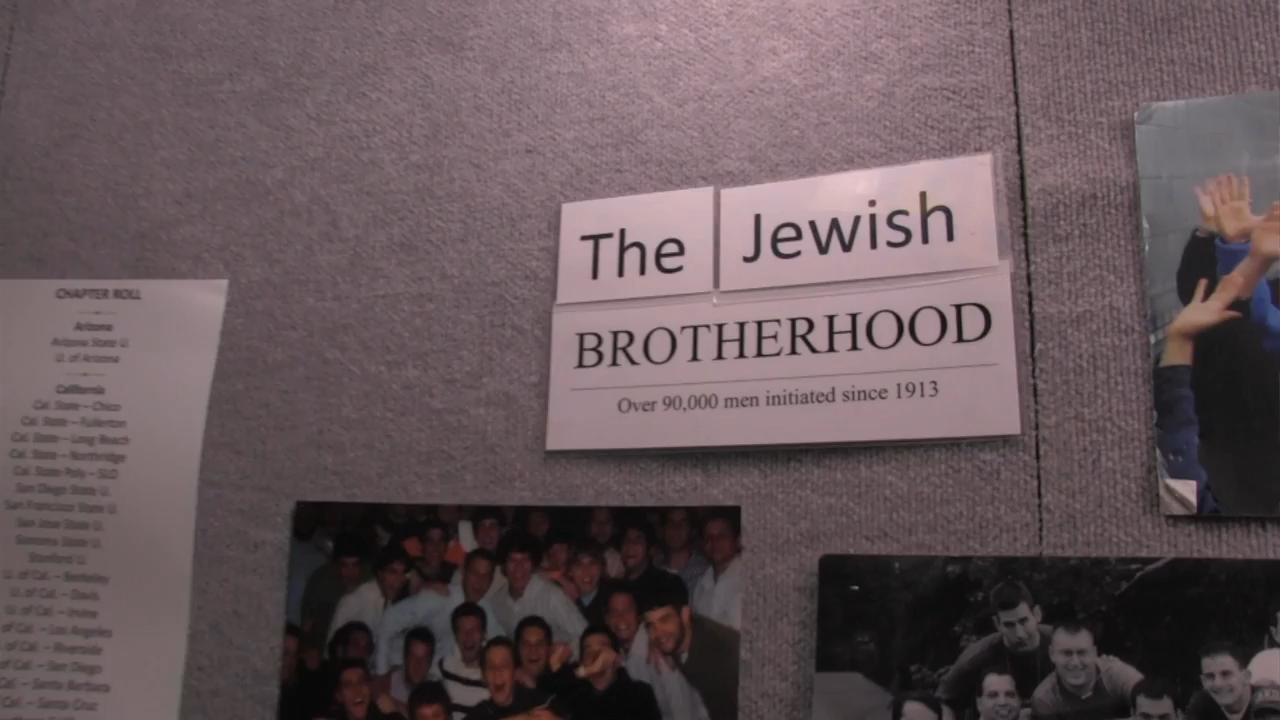 The Jewish
BROTHERHOOD
Over 90,000 men initiated since 1913
CHAPTER ROLL
Arizona
Arizona State U.
U. of Arizona
California
Cal. State – Chico
Cal. State – Fullerton
Cal. State – Long Beach
Cal. State – Northridge
Cal. State Poly – SLO
San Diego State U.
San Francisco State U.
San Jose State U.
Sonoma State U.
Stanford U.
U. of Cal. – Berkeley
U. of Cal. – Davis
U. of Cal. – Irvine
of Cal. – Los Angeles
of Cal. – Riverside
of Cal. – San Diego
Cal. – Santa Barbara
Cal. – Santa Cruz